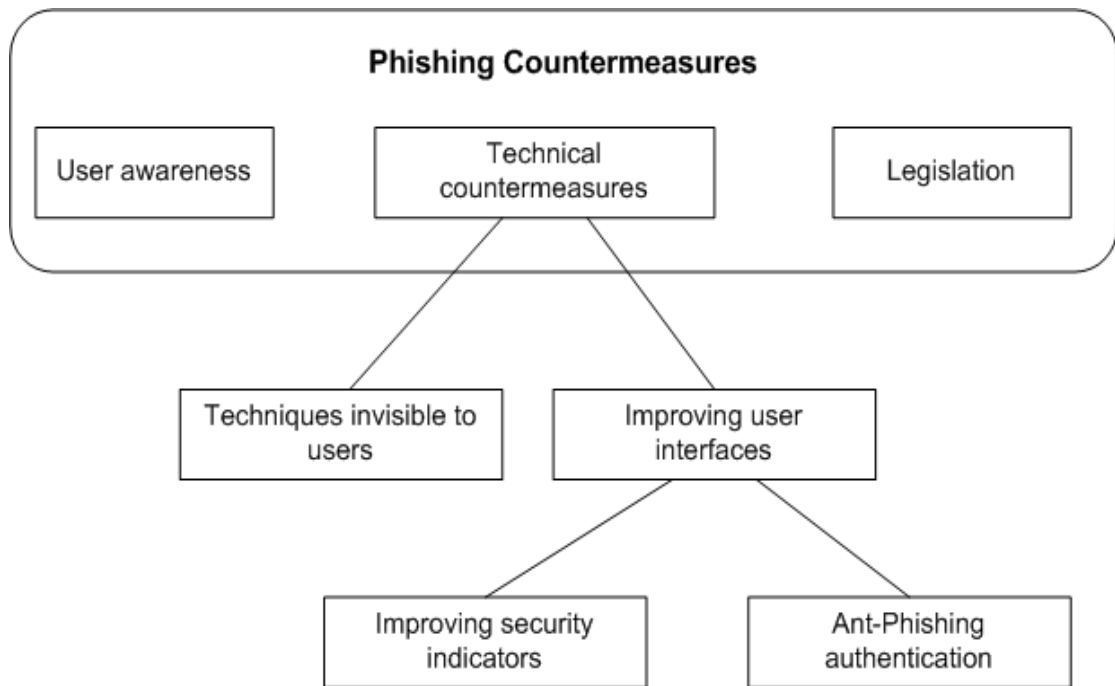 Phishing Countermeasures
User awareness
Technical
countermeasures
Legislation
Techniques invisible to
users
Improving user
interfaces
Improving security
indicators
Ant-Phishing
authentication